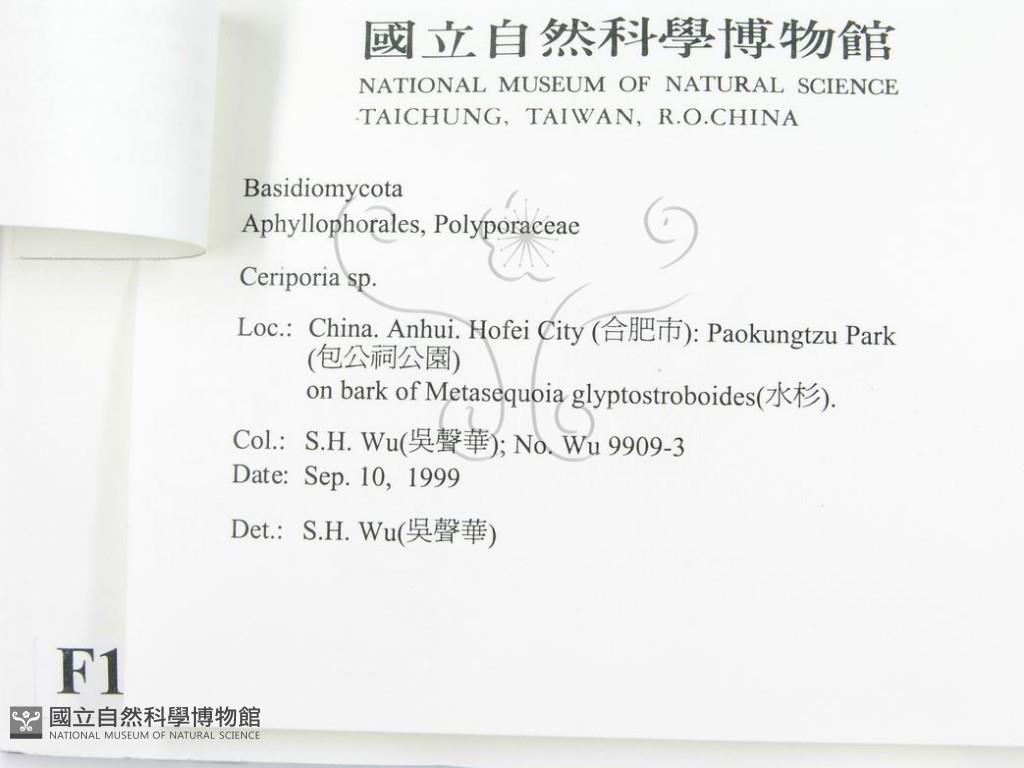 國立自然科學博物館
NATIONAL MUSEUM OF NATURAL SCIENCE
TAICHUNG, TAIWAN, R.O.CHINA
Basidiomycota
Aphyllophorales, Polyporaceae
Ceriporia sp.
Loc.: China. Anhui. Hofei City (合肥市): Paokungtzu Park
(包公祠公園)
on bark of Metasequoia glyptostroboides(水杉).
Col.: S.H. Wu(吳聲華); No. Wu 9909-3
Date: Sep. 10, 1999
Det.: S.H. Wu(吳聲華)
F1
國立自然科學博物館
NATIONAL MUSEUM OF NATURAL SCIENCE